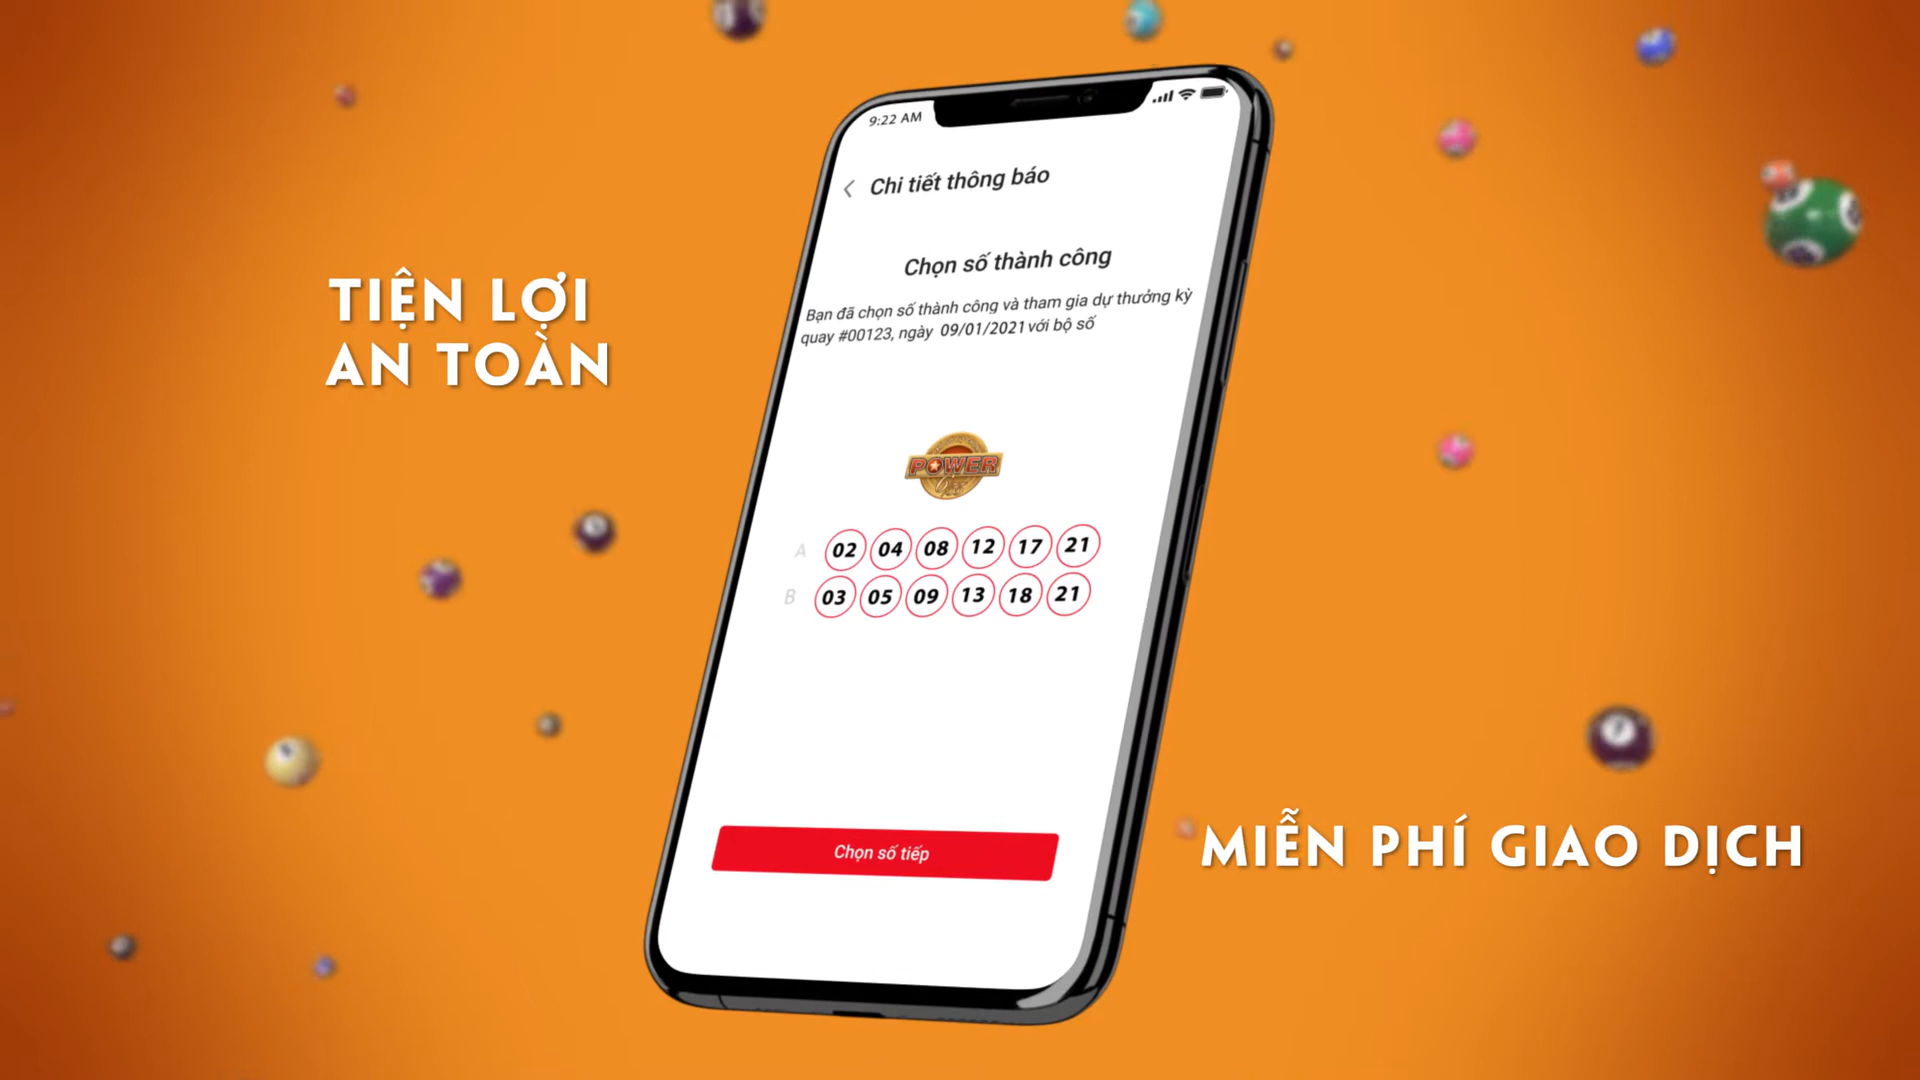 9:22 AM
Chi tiết thông báo
Chọn số thành công
Bạn đã chọn số thành công và tham gia dự thưởng kỳ
quay #00123, ngày 09/01/2021 với bộ số
TIỆN LỢI
AN TOÀN
POWER
A 02 04 08 12 17 21
B 03 05 09 13 18 21
Chọn số tiếp
MIỄN PHÍ GIAO DỊCH